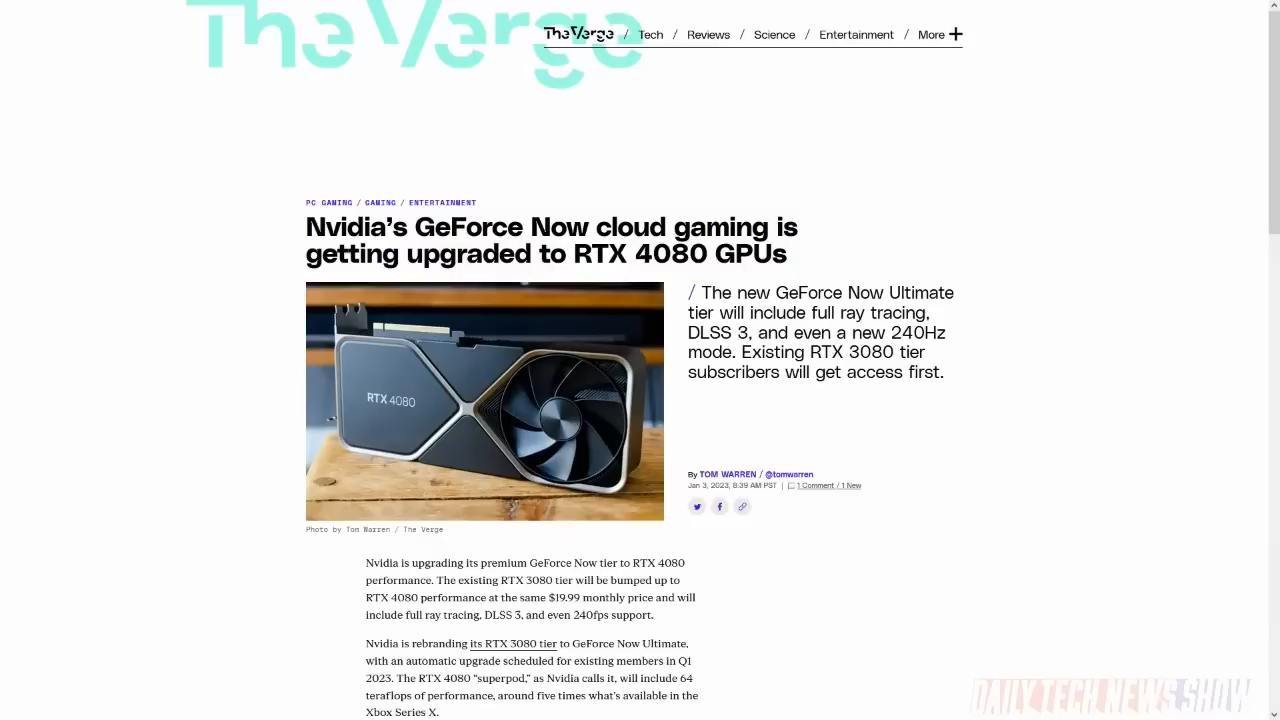 The Verge
The Verge / Tech / Reviews / Science / Entertainment / More +
PC GAMING / GAMING / ENTERTAINMENT
Nvidia’s GeForce Now cloud gaming is
getting upgraded to RTX 4080 GPUs
RTX 4080
/ The new GeForce Now Ultimate
tier will include full ray tracing,
DLSS 3, and even a new 240Hz
mode. Existing RTX 3080 tier
subscribers will get access first.
By TOM WARREN / @tomwarren
Jan 3, 2023, 8:39 AM PST | 1 Comment / 1 New
Photo by Tom Warren / The Verge
Nvidia is upgrading its premium GeForce Now tier to RTX 4080
performance. The existing RTX 3080 tier will be bumped up to
RTX 4080 performance at the same $19.99 monthly price and will
include full ray tracing, DLSS 3, and even 240fps support.
Nvidia is rebranding its RTX 3080 tier to GeForce Now Ultimate,
with an automatic upgrade scheduled for existing members in Q1
2023. The RTX 4080 “superpod,” as Nvidia calls it, will include 64
teraflops of performance, around five times what’s available in the
Xbox Series X.
DAILY TECH NEWS SHOW